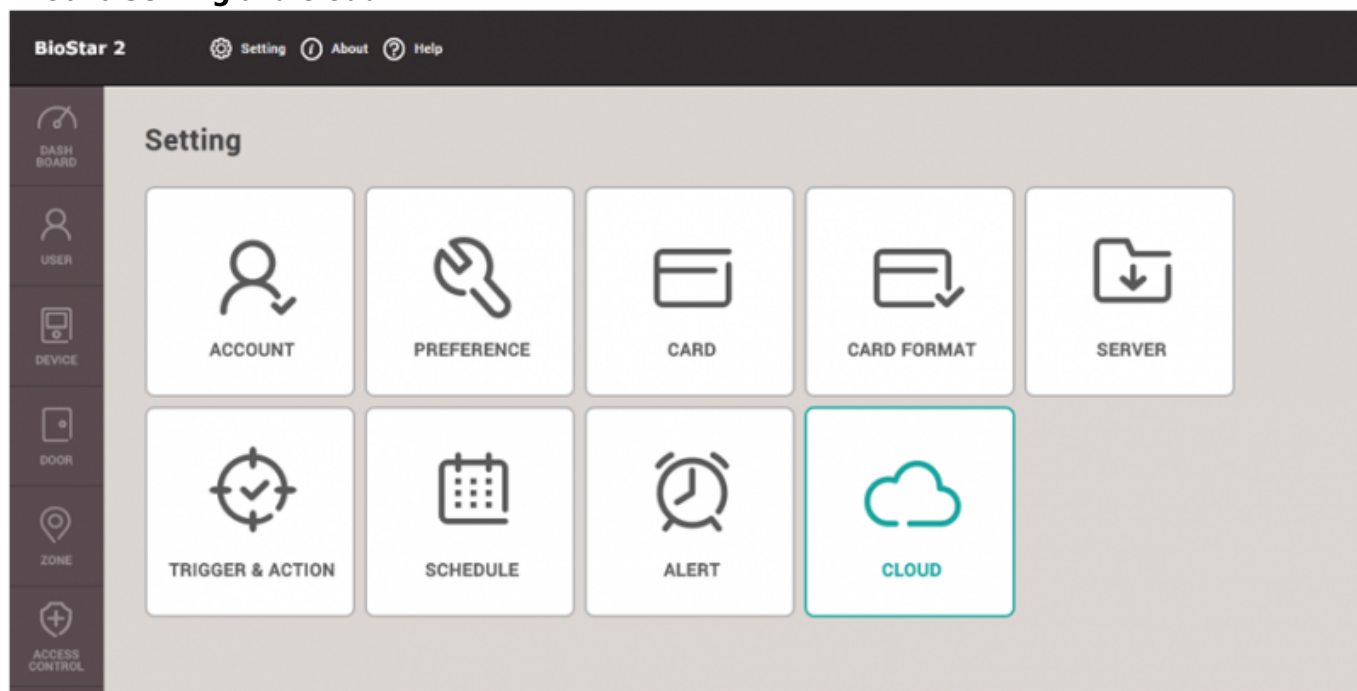 BioStar 2 Setting About Help
DASH
BOARD
USER
DEVICE
DOOR
ZONE
ACCESS
CONTROL
Setting
ACCOUNT PREFERENCE CARD CARD FORMAT SERVER
TRIGGER & ACTION SCHEDULE ALERT CLOUD